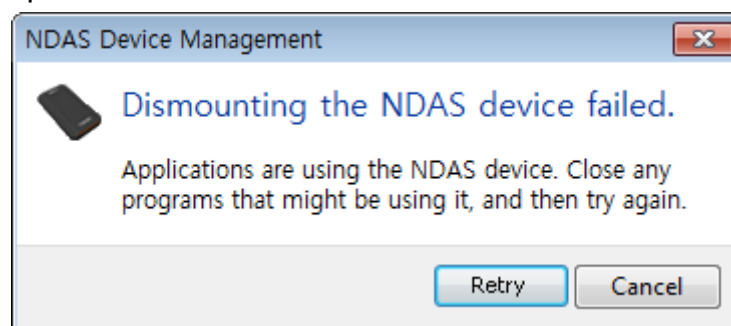 NDAS Device Management
Dismounting the NDAS device failed.
Applications are using the NDAS device. Close any
programs that might be using it, and then try again.
Retry Cancel